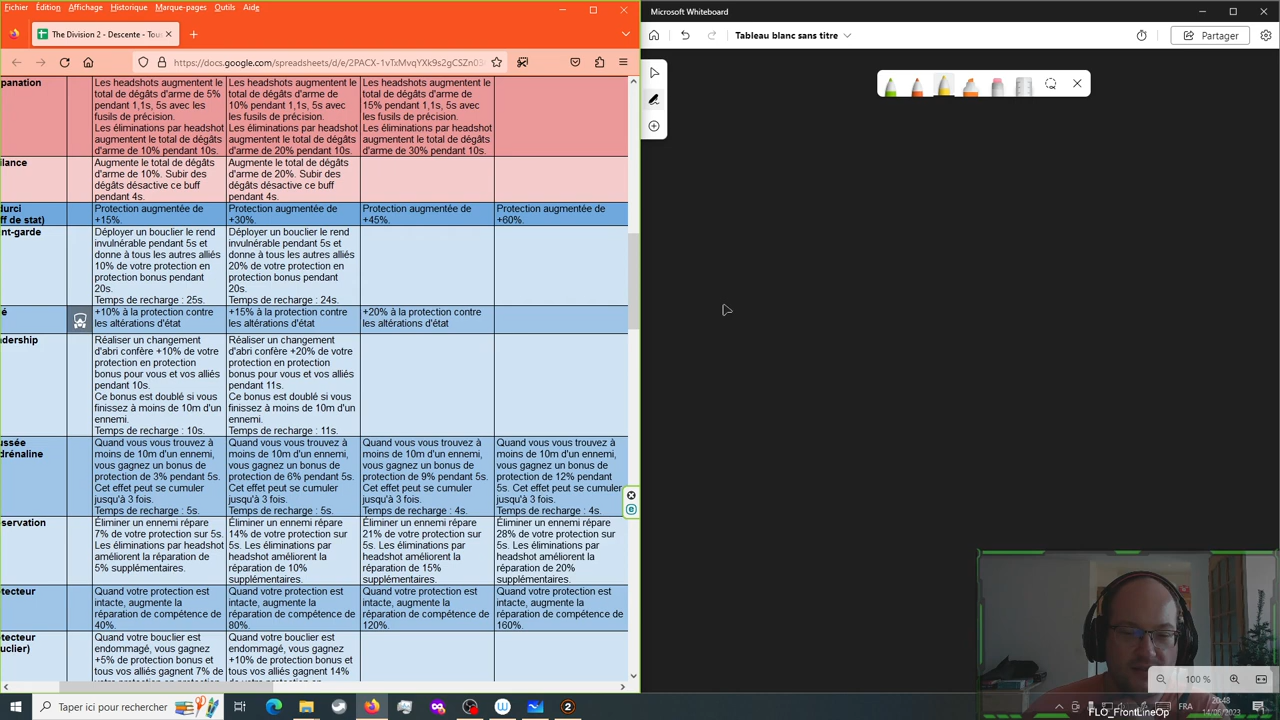 Fichier Édition Affichage Historique Marque-pages Outils Aide
The Division 2 - Descente - Tou
https://docs.google.com/spreadsheets/d/e/2PACX-1vTxMvqYXk9s2gCSZn03
panation
Les headshots augmentent le
total de dégâts d'arme de 5%
pendant 1,1s, 5s avec les
fusils de précision.
Les éliminations par headshot
augmentent le total de dégâts
d'arme de 10% pendant 10s.
Les headshots augmentent le
total de dégâts d'arme de
10% pendant 1,1s, 5s avec
les fusils de précision.
Les éliminations par headshot
augmentent le total de dégâts
d'arme de 20% pendant 10s.
Les headshots augmentent le
total de dégâts d'arme de
15% pendant 1,1s, 5s avec
les fusils de précision.
Les éliminations par headshot
augmentent le total de dégâts
d'arme de 30% pendant 10s.
ilance
Augmente le total de dégâts
d'arme de 10%. Subir des
dégâts désactive ce buff
pendant 4s.
Augmente le total de dégâts
d'arme de 20%. Subir des
dégâts désactive ce buff
pendant 4s.
durci
ff de stat)
Protection augmentée de
+15%.
Protection augmentée de
+30%.
Protection augmentée de
+45%.
Protection augmentée de
+60%.
nt-garde
Déployer un bouclier le rend
invulnérable pendant 5s et
donne à tous les autres alliés
10% de votre protection en
protection bonus pendant
20s.
Temps de recharge : 25s.
Déployer un bouclier le rend
invulnérable pendant 5s et
donne à tous les autres alliés
20% de votre protection en
protection bonus pendant
20s.
Temps de recharge : 24s.
é
+10% à la protection contre
les altérations d'état
+15% à la protection contre
les altérations d'état
+20% à la protection contre
les altérations d'état
dership
Réaliser un changement
d'abri confère +10% de votre
protection en protection
bonus pour vous et vos alliés
pendant 10s.
Ce bonus est doublé si vous
finissez à moins de 10m d'un
ennemi.
Temps de recharge : 10s.
Réaliser un changement
d'abri confère +20% de votre
protection en protection
bonus pour vous et vos alliés
pendant 11s.
Ce bonus est doublé si vous
finissez à moins de 10m d'un
ennemi.
Temps de recharge : 11s.
ussée
drénaline
Quand vous vous trouvez à
moins de 10m d'un ennemi,
vous gagnez un bonus de
protection de 3% pendant 5s.
Cet effet peut se cumuler
jusqu'à 3 fois.
Temps de recharge : 5s.
Quand vous vous trouvez à
moins de 10m d'un ennemi,
vous gagnez un bonus de
protection de 6% pendant 5s.
Cet effet peut se cumuler
jusqu'à 3 fois.
Temps de recharge : 5s.
Quand vous vous trouvez à
moins de 10m d'un ennemi,
vous gagnez un bonus de
protection de 9% pendant 5s.
Cet effet peut se cumuler
jusqu'à 3 fois.
Temps de recharge : 4s.
Quand vous vous trouvez à
moins de 10m d'un ennemi,
vous gagnez un bonus de
protection de 12% pendant
5s. Cet effet peut se cumuler
jusqu'à 3 fois.
Temps de recharge : 4s.
servation
Éliminer un ennemi répare
7% de votre protection sur 5s.
Les éliminations par headshot
améliorent la réparation de
5% supplémentaires.
Éliminer un ennemi répare
14% de votre protection sur
5s. Les éliminations par
headshot améliorent la
réparation de 10%
supplémentaires.
Éliminer un ennemi répare
21% de votre protection sur
5s. Les éliminations par
headshot améliorent la
réparation de 15%
supplémentaires.
Éliminer un ennemi répare
28% de votre protection sur
5s. Les éliminations par
headshot améliorent la
réparation de 20%
supplémentaires.
tecteur
Quand votre protection est
intacte, augmente la
réparation de compétence de
40%.
Quand votre protection est
intacte, augmente la
réparation de compétence de
80%.
Quand votre protection est
intacte, augmente la
réparation de compétence de
120%.
Quand votre protection est
intacte, augmente la
réparation de compétence de
160%.
tecteur
uclier)
Quand votre bouclier est
endommagé, vous gagnez
+5% de protection bonus et
tous vos alliés gagnent 7% de
Quand votre bouclier est
endommagé, vous gagnez
+10% de protection bonus et
tous vos alliés gagnent 14%
Microsoft Whiteboard
Tableau blanc sans titre
Partager
100 %
Taper ici pour rechercher
FRA
20:48
14/06/2023
FLO_FrontLineOp